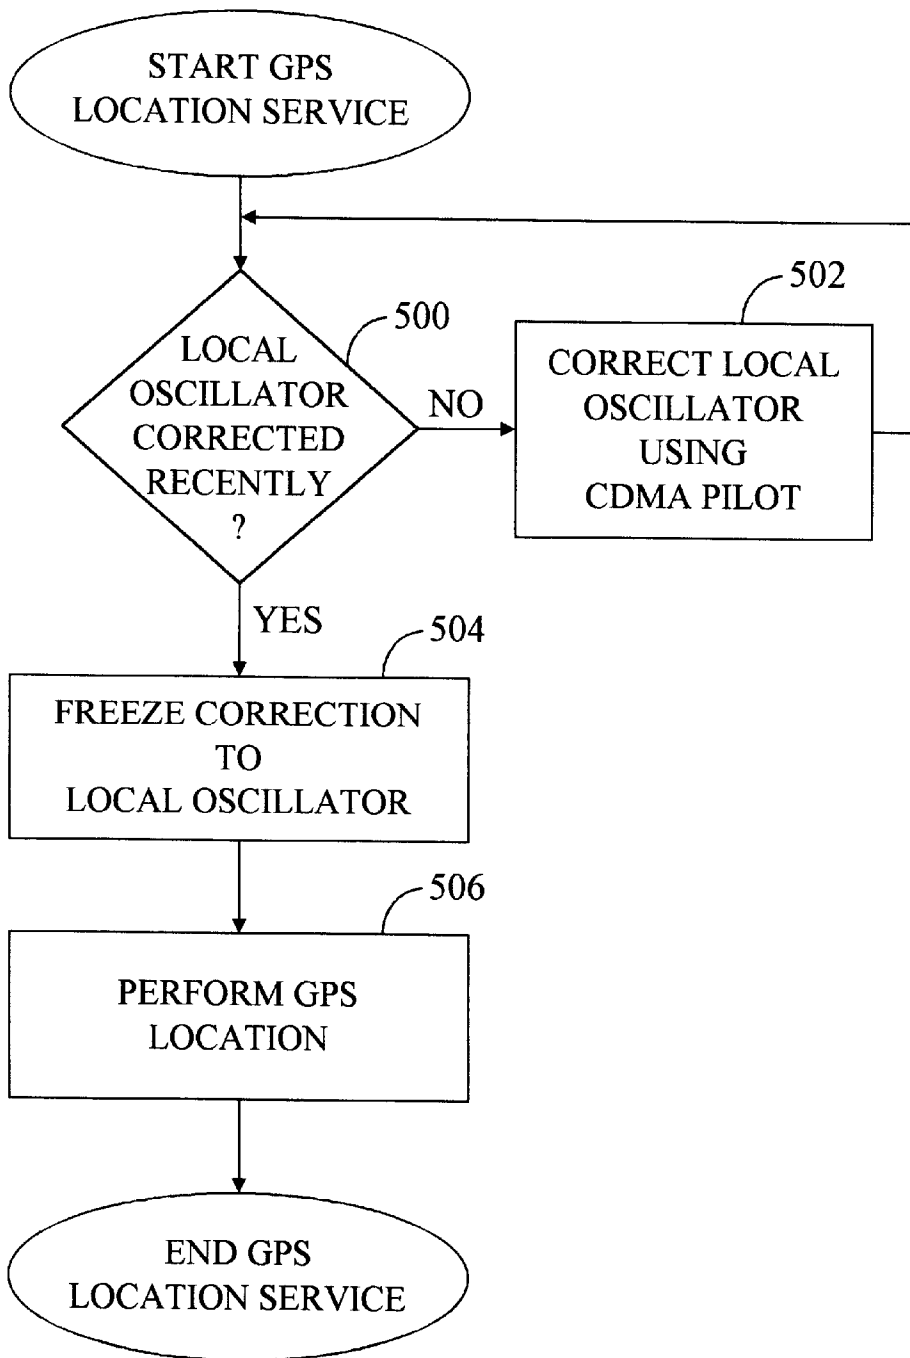 START GPS
LOCATION SERVICE
500
LOCAL
OSCILLATOR
CORRECTED
RECENTLY
?
NO
502
CORRECT LOCAL
OSCILLATOR
USING
CDMA PILOT
YES
504
FREEZE CORRECTION
TO
LOCAL OSCILLATOR
506
PERFORM GPS
LOCATION
END GPS
LOCATION SERVICE